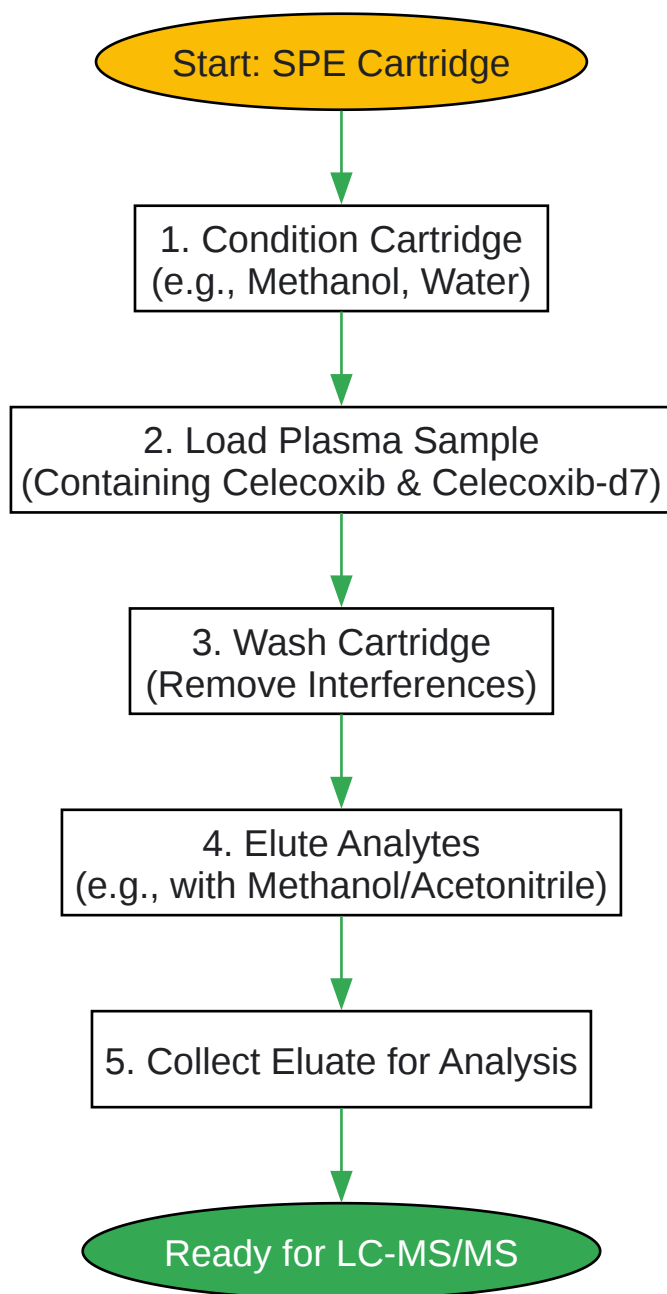 Start: SPE Cartridge
1. Condition Cartridge
(e.g., Methanol, Water)
2. Load Plasma Sample
(Containing Celecoxib & Celecoxib-d7)
3. Wash Cartridge
(Remove Interferences)
4. Elute Analytes
(e.g., with Methanol/Acetonitrile)
5. Collect Eluate for Analysis
Ready for LC-MS/MS